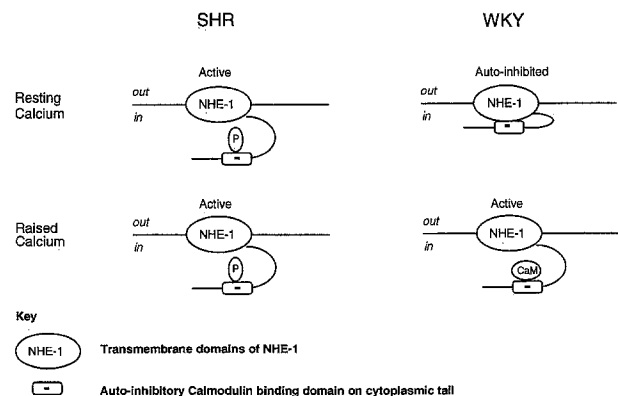 SHR
WKY
Resting
Calcium
Active
out
NHE-1
in
P
-
Auto-inhibited
out
NHE-1
in
-
Raised
Calcium
Active
out
NHE-1
in
P
-
Active
out
NHE-1
in
CaM
-
Key
NHE-1
Transmembrane domains of NHE-1
-
Auto-inhibitory Calmodulin binding domain on cytoplasmic tail